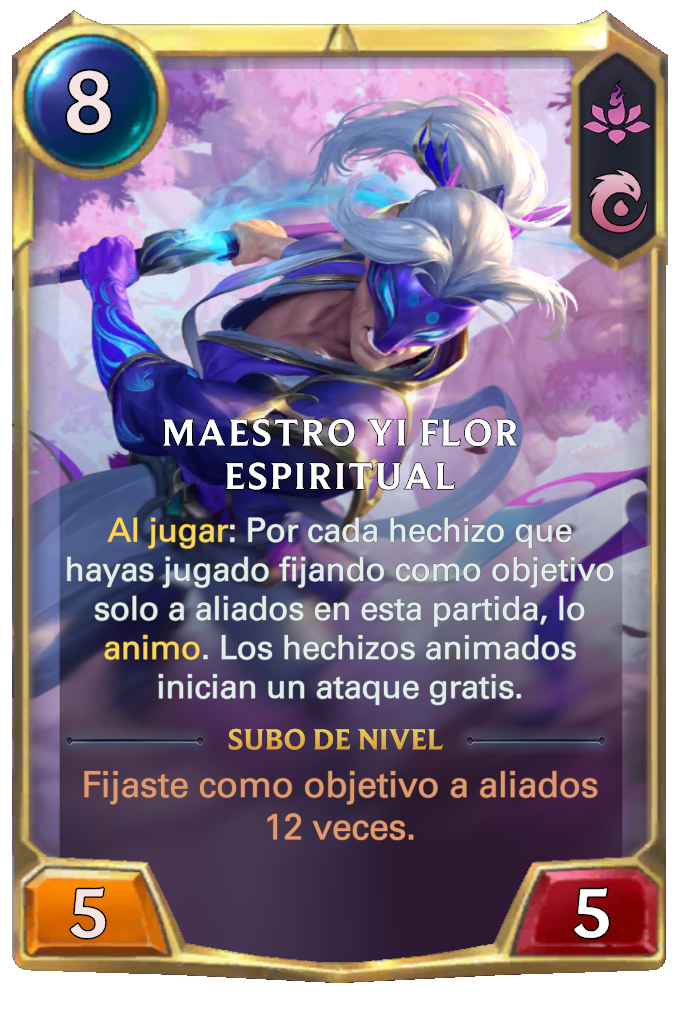 8
MAESTRO YI FLOR
ESPIRITUAL
Al jugar: Por cada hechizo que
hayas jugado fijando como objetivo
solo a aliados en esta partida, lo
animo. Los hechizos animados
inician un ataque gratis.
SUBO DE NIVEL
Fijaste como objetivo a aliados
12 veces.
5
5